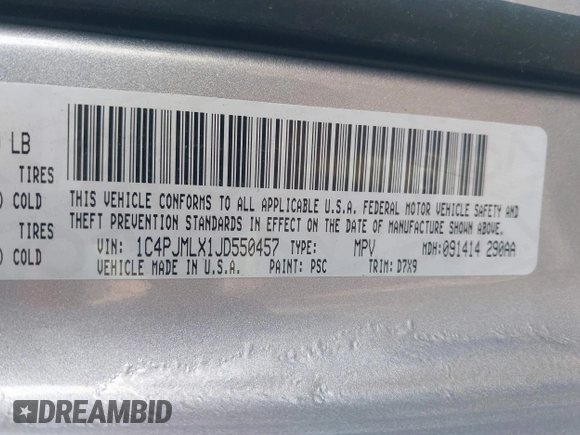 LB
TIRES
COLD
TIRES
COLD
THIS VEHICLE CONFORMS TO ALL APPLICABLE U.S.A. FEDERAL MOTOR VEHICLE SAFETY AND
THEFT PREVENTION STANDARDS IN EFFECT ON THE DATE OF MANUFACTURE SHOWN ABOVE.
VIN: 1C4PJMLX1JD550457 TYPE: MPV MDH:091414 290AA
VEHICLE MADE IN U.S.A. PAINT: PSC TRIM: D7X9
DREAMBID